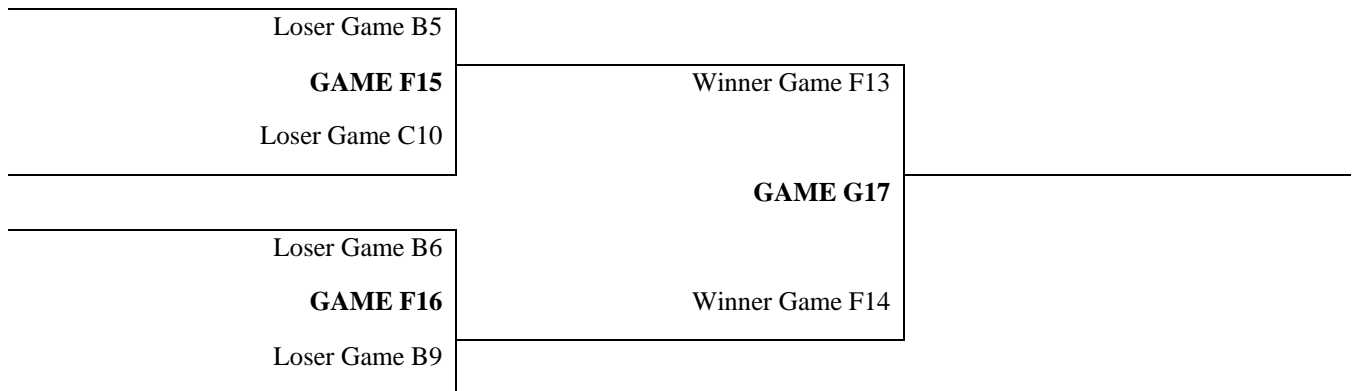 Loser Game B5
GAME F15
Winner Game F13
Loser Game C10
GAME G17
Loser Game B6
GAME F16
Winner Game F14
Loser Game B9